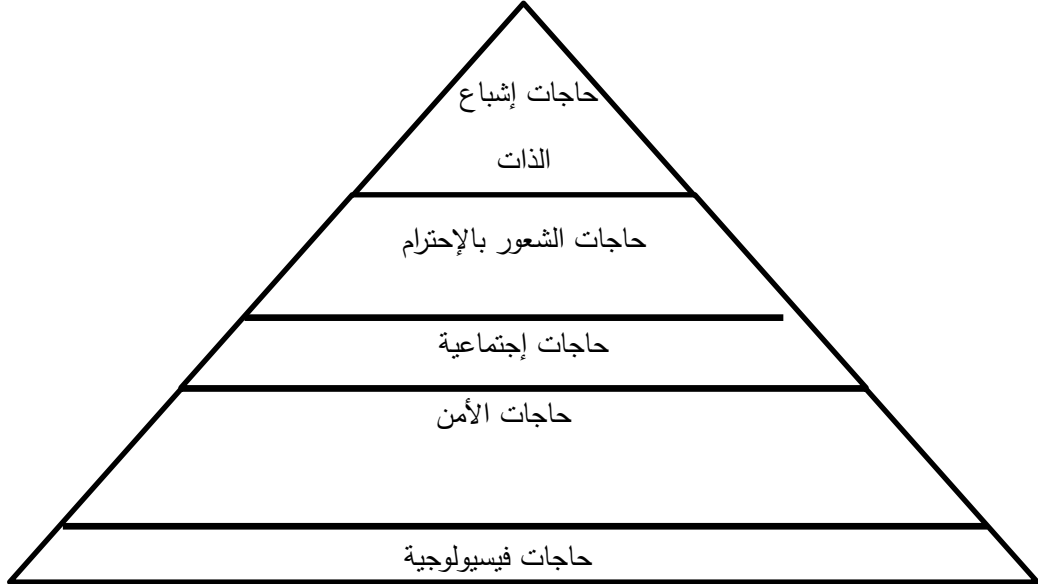 حاجات إشباع
الذات
حاجات الشعور بالإحترام
حاجات إجتماعية
حاجات الأمن
حاجات فيسيولوجية